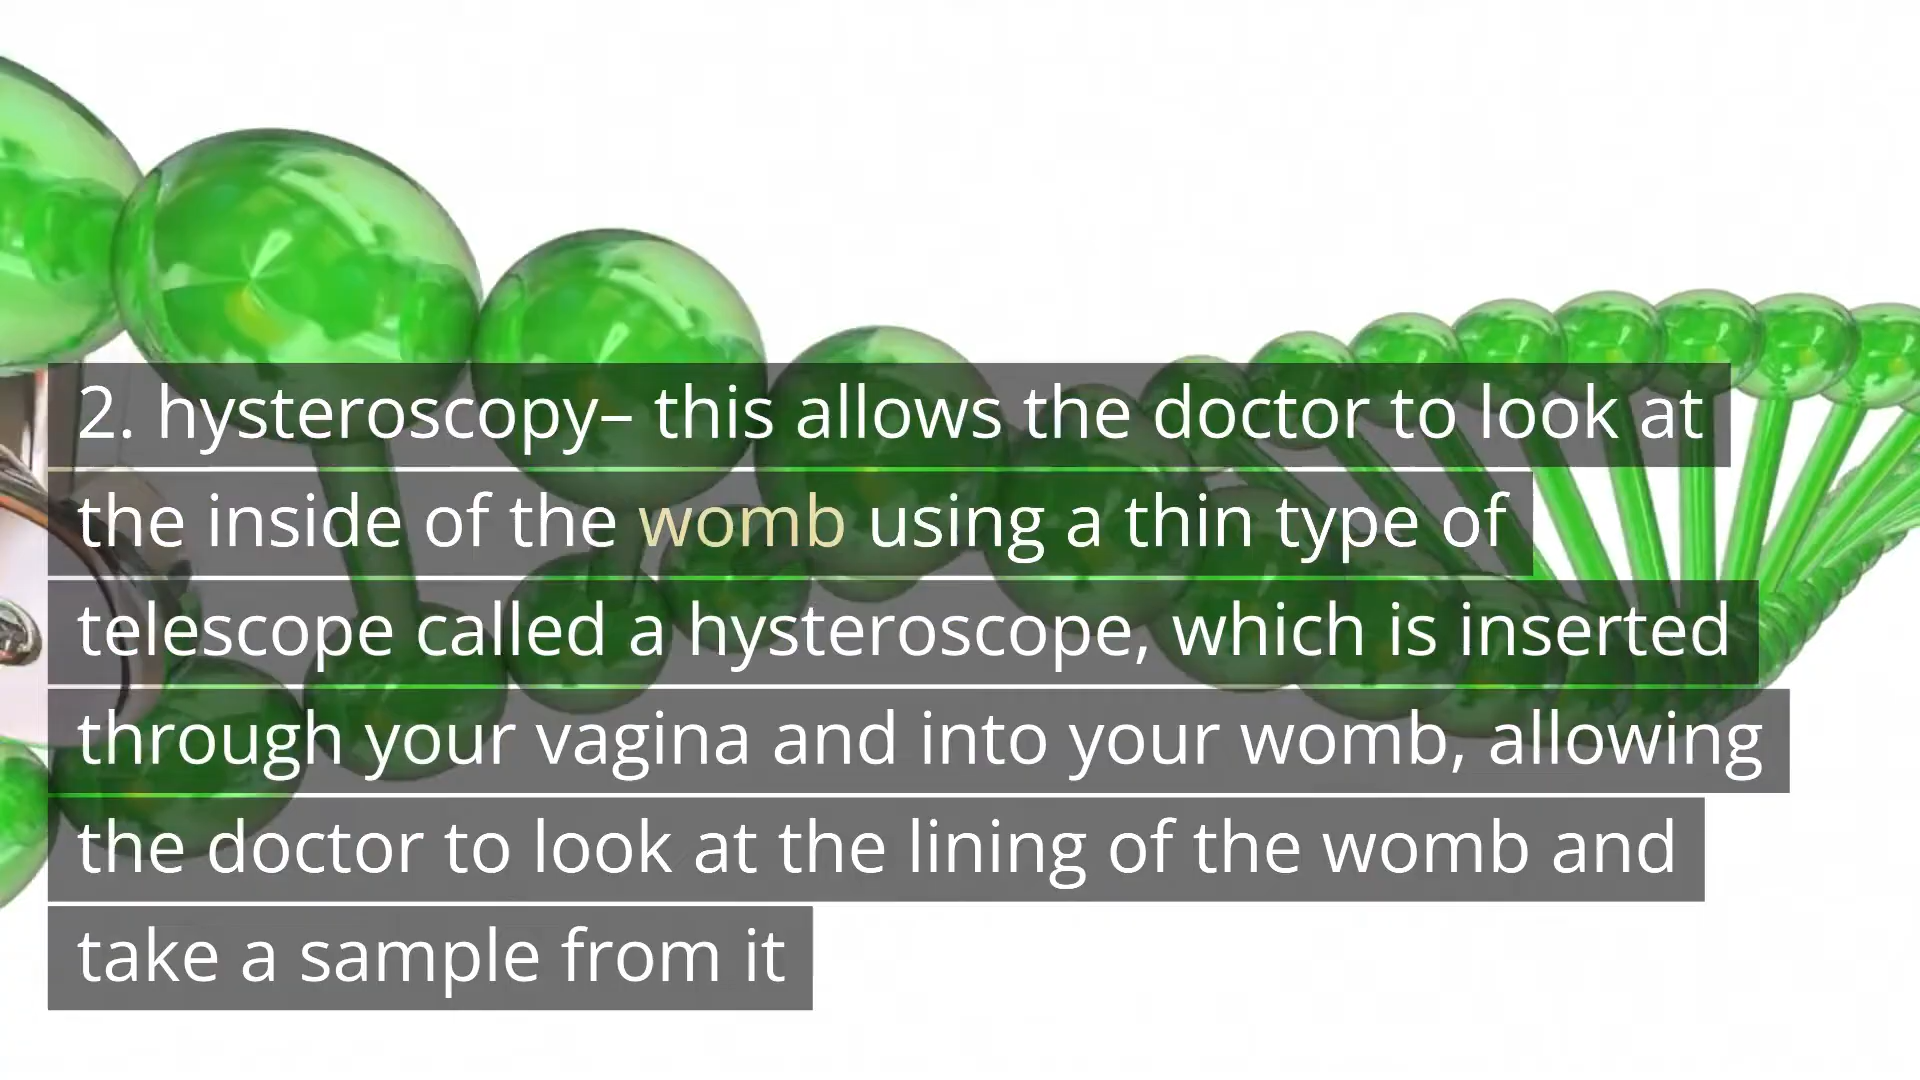 2. hysteroscopy– this allows the doctor to look at
the inside of the womb using a thin type of
telescope called a hysteroscope, which is inserted
through your vagina and into your womb, allowing
the doctor to look at the lining of the womb and
take a sample from it